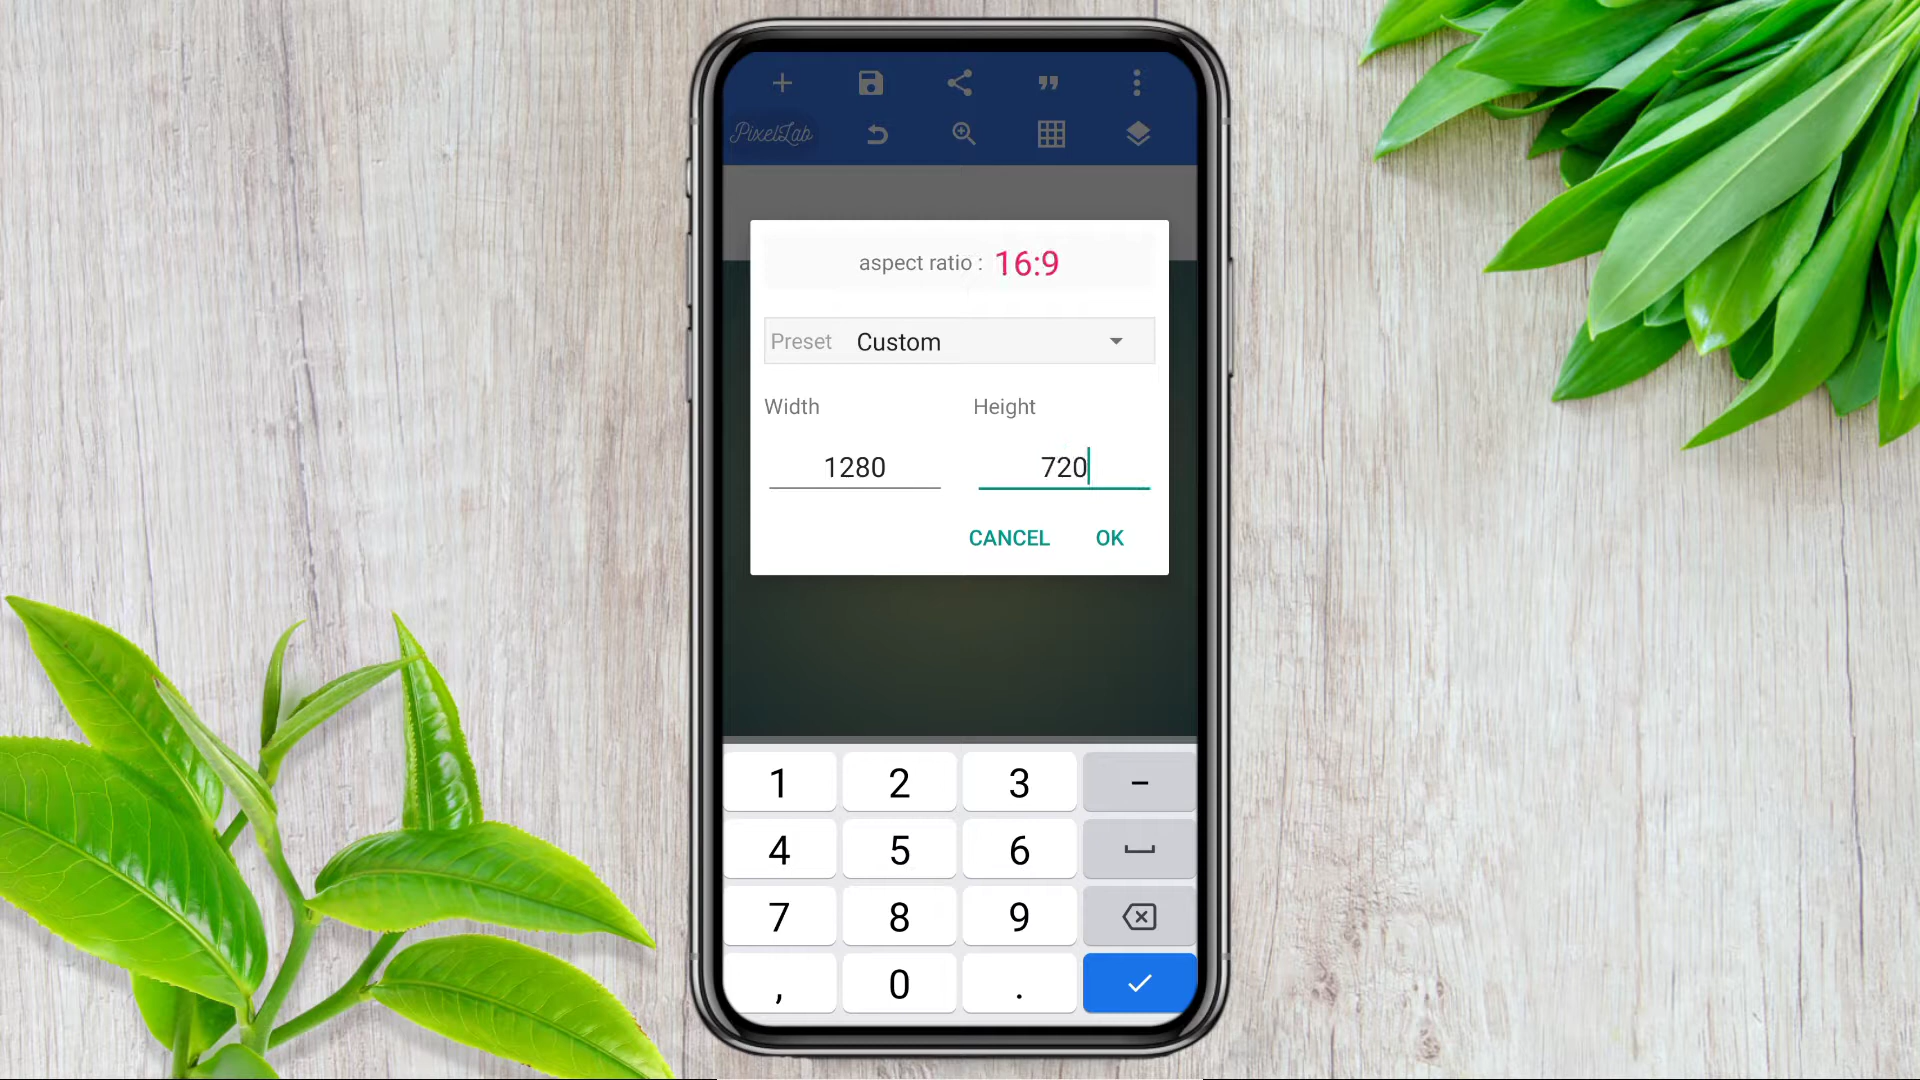 PixelLab
aspect ratio : 16:9
Preset Custom
Width Height
1280 720
CANCEL OK
1 2 3 -
4 5 6
7 8 9
, 0 .